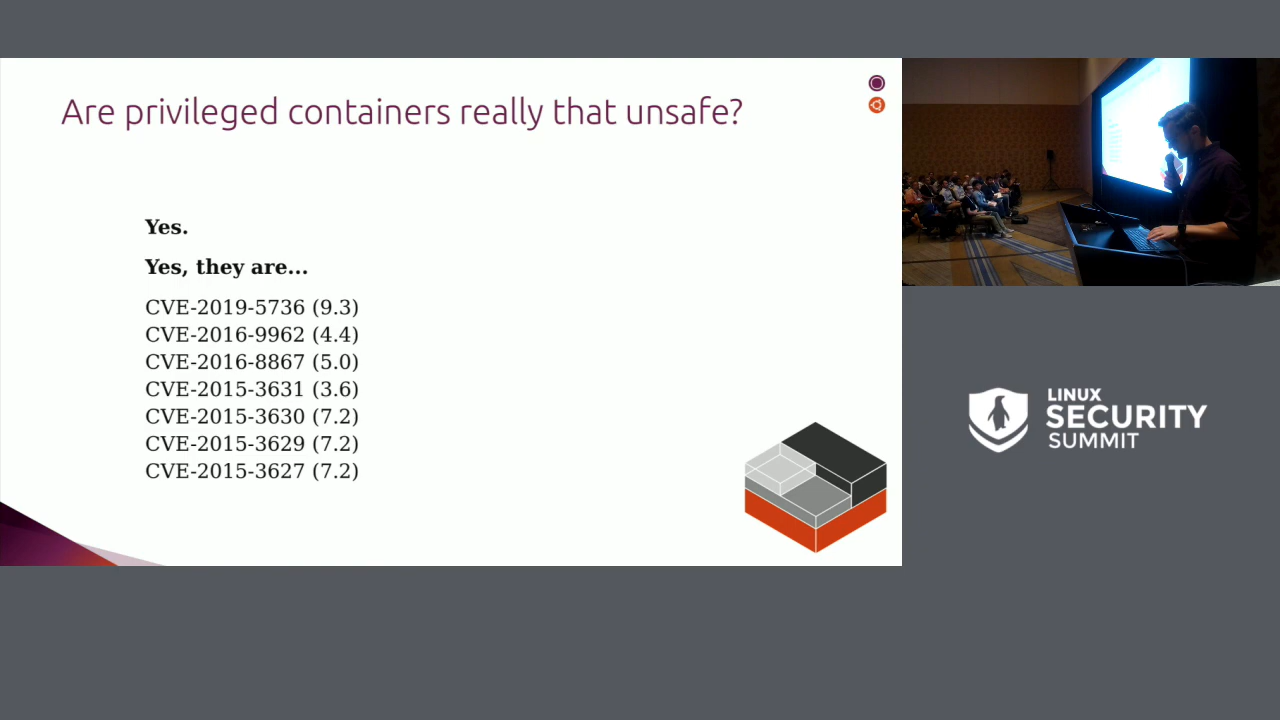 Are privileged containers really that unsafe?
Yes.
Yes, they are...
CVE-2019-5736 (9.3)
CVE-2016-9962 (4.4)
CVE-2016-8867 (5.0)
CVE-2015-3631 (3.6)
CVE-2015-3630 (7.2)
CVE-2015-3629 (7.2)
CVE-2015-3627 (7.2)
LINUX
SECURITY
SUMMIT